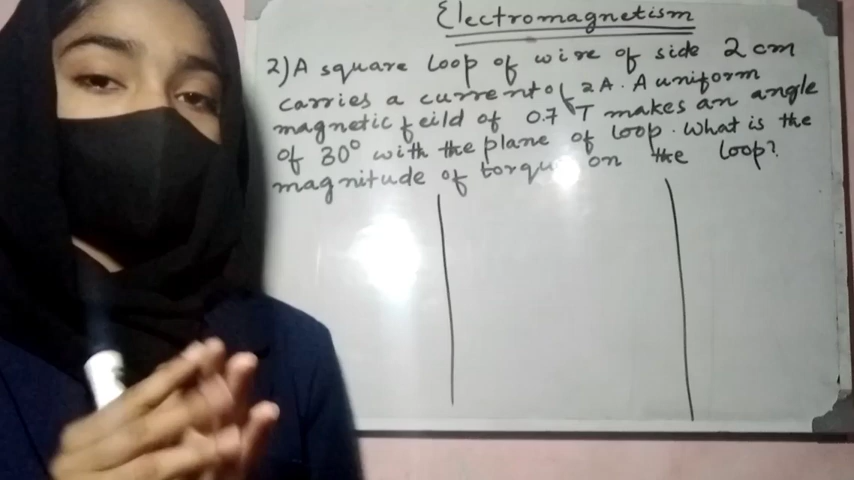 Electromagnetism
2) A square loop of wire of side 2 cm
carries a current of 2A. A uniform
magnetic feild of 0.7 T makes an angle
of 30° with the plane of loop. What is the
magnitude of torque on the loop?